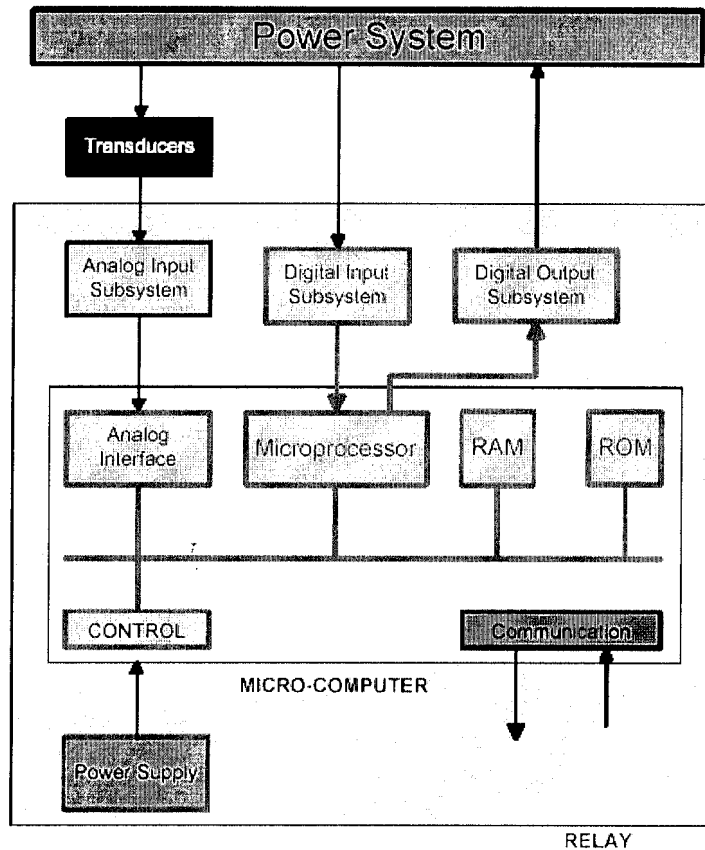 Power System
Transducers
Analog Input
Subsystem
Digital Input
Subsystem
Digital Output
Subsystem
Analog
Interface
Microprocessor
RAM
ROM
CONTROL
Communication
MICRO-COMPUTER
Power Supply
RELAY